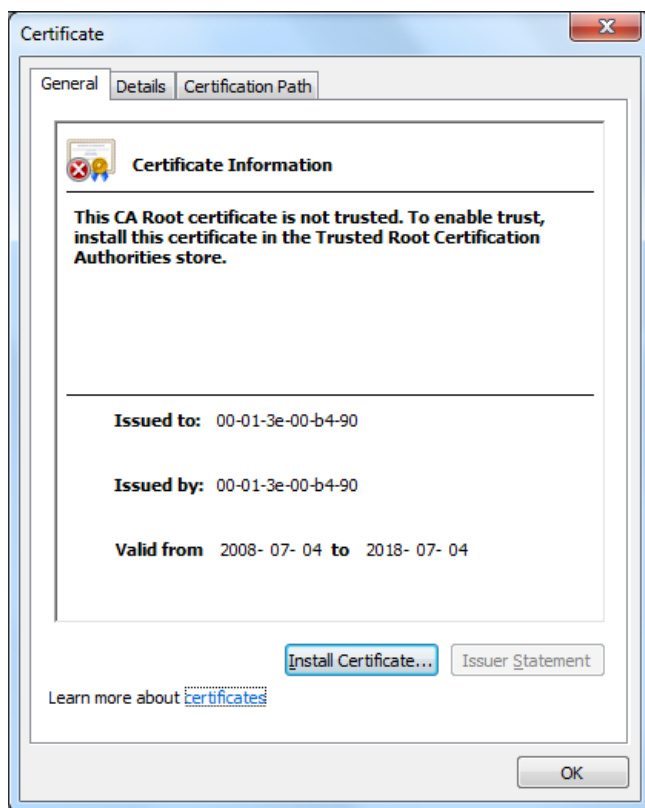 Certificate
X
General
Details
Certification Path
Certificate Information
This CA Root certificate is not trusted. To enable trust,
install this certificate in the Trusted Root Certification
Authorities store.
Issued to: 00-01-3e-00-b4-90
Issued by: 00-01-3e-00-b4-90
Valid from 2008- 07- 04 to 2018- 07- 04
Install Certificate... Issuer Statement
Learn more about certificates
OK